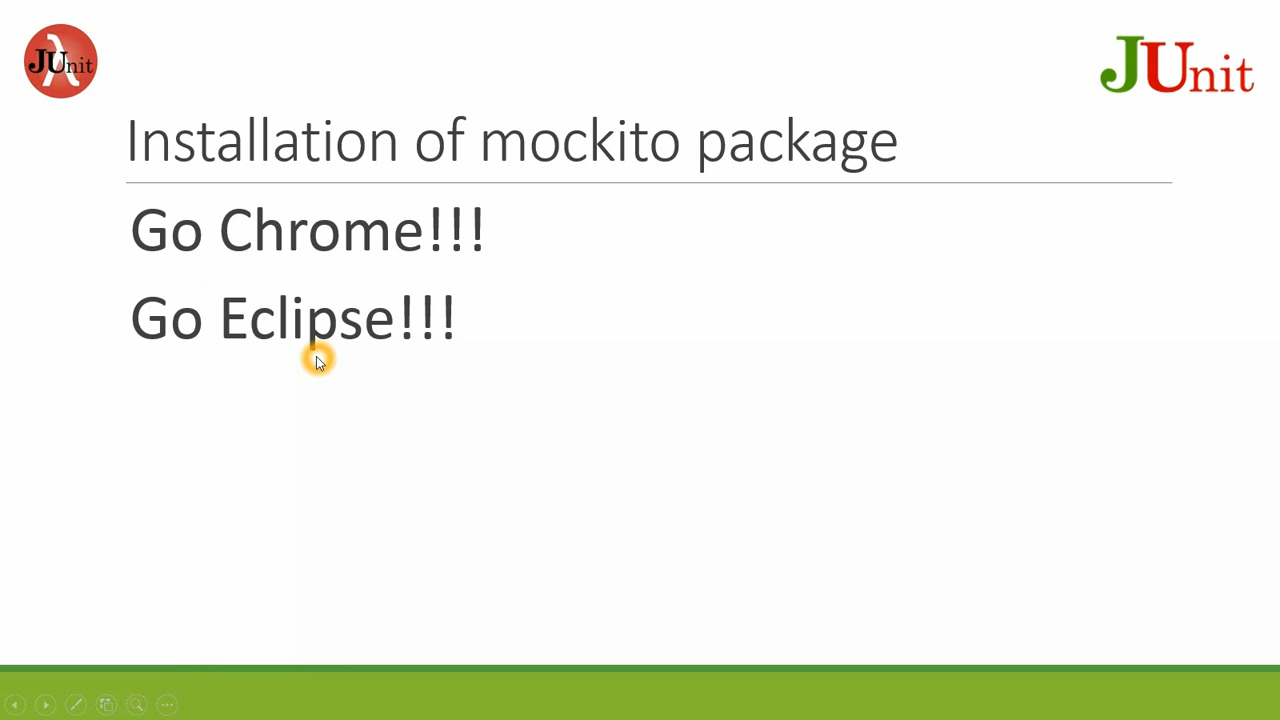 JUnit
JUnit
Installation of mockito package
Go Chrome!!!
Go Eclipse!!!